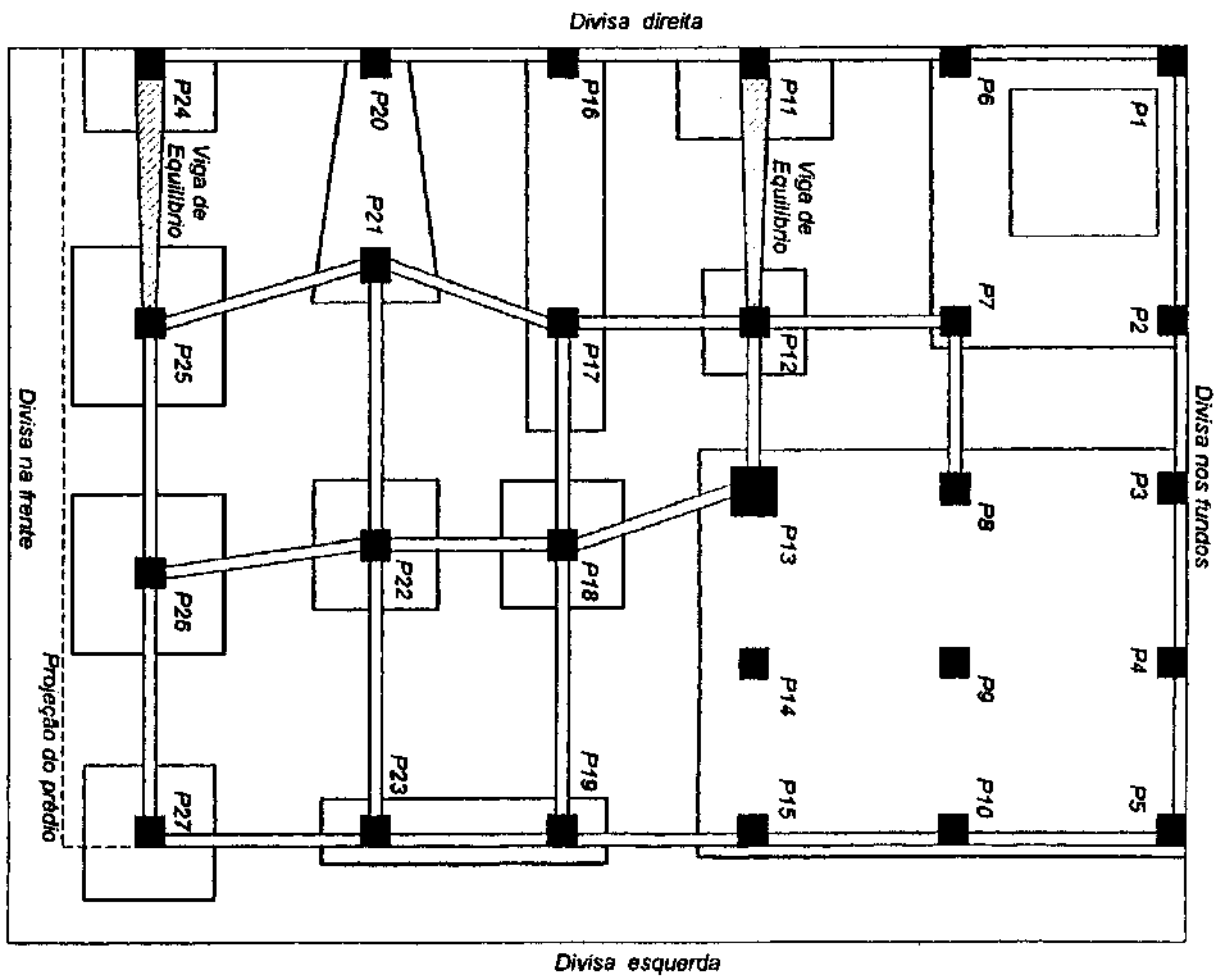 Divisa direita
P24
P20
P16
P11
P6
P1
Viga de
Equilíbrio
Viga de
Equilíbrio
P21
P7
P2
P25
P17
P12
Divisa na frente
Divisa nos fundos
P3
P8
P13
P22
P18
P26
P4
P9
P14
Projeção do prédio
P27
P23
P19
P15
P10
P5
Divisa esquerda